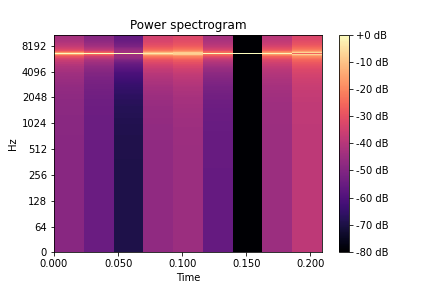 Power spectrogram
Hz
8192
4096
2048
1024
512
256
128
64
0
0.000
0.050
0.100
0.150
0.200
Time
+0 dB
-10 dB
-20 dB
-30 dB
-40 dB
-50 dB
-60 dB
-70 dB
-80 dB